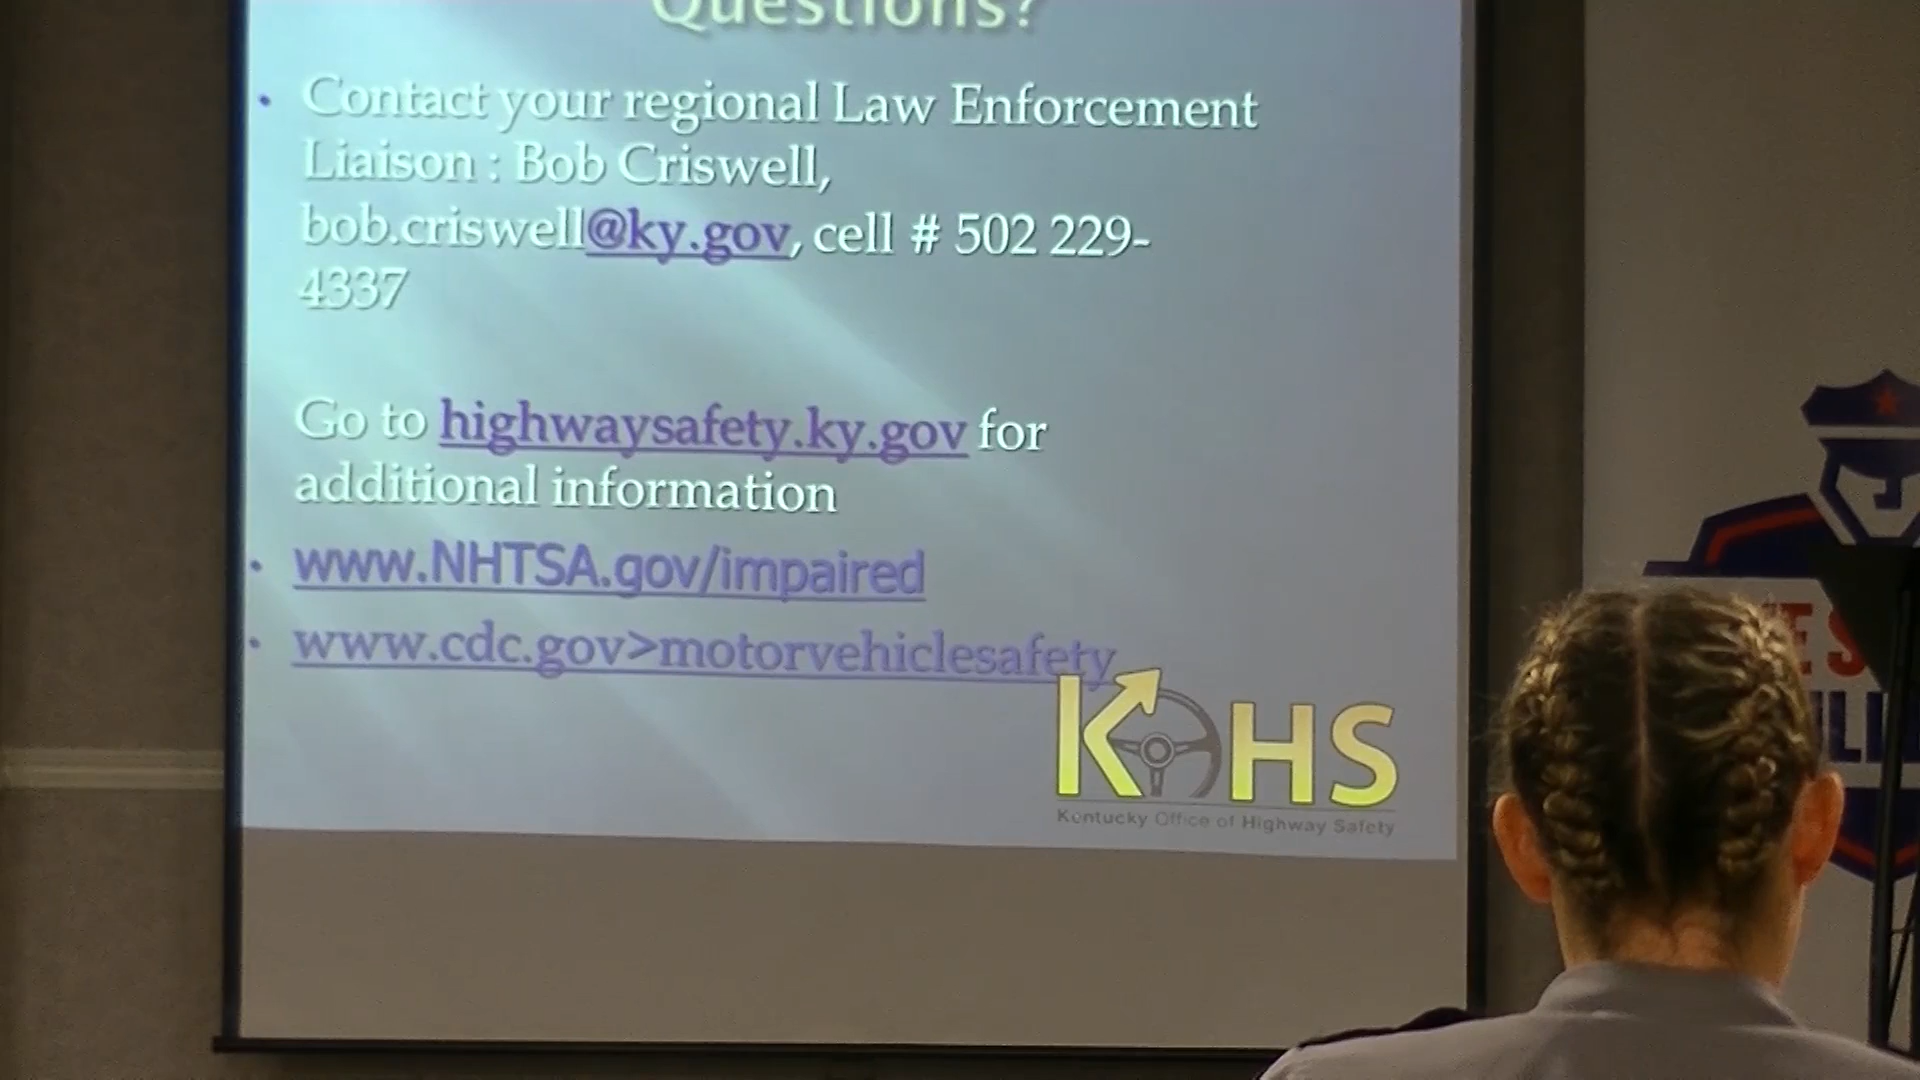 Questions?
• Contact your regional Law Enforcement
Liaison : Bob Criswell,
bob.criswell@ky.gov, cell # 502 229-
4337
Go to highwaysafety.ky.gov for
additional information
• www.NHTSA.gov/impaired
• www.cdc.gov>motorvehiclesafety
KOHS
Kentucky Office of Highway Safety